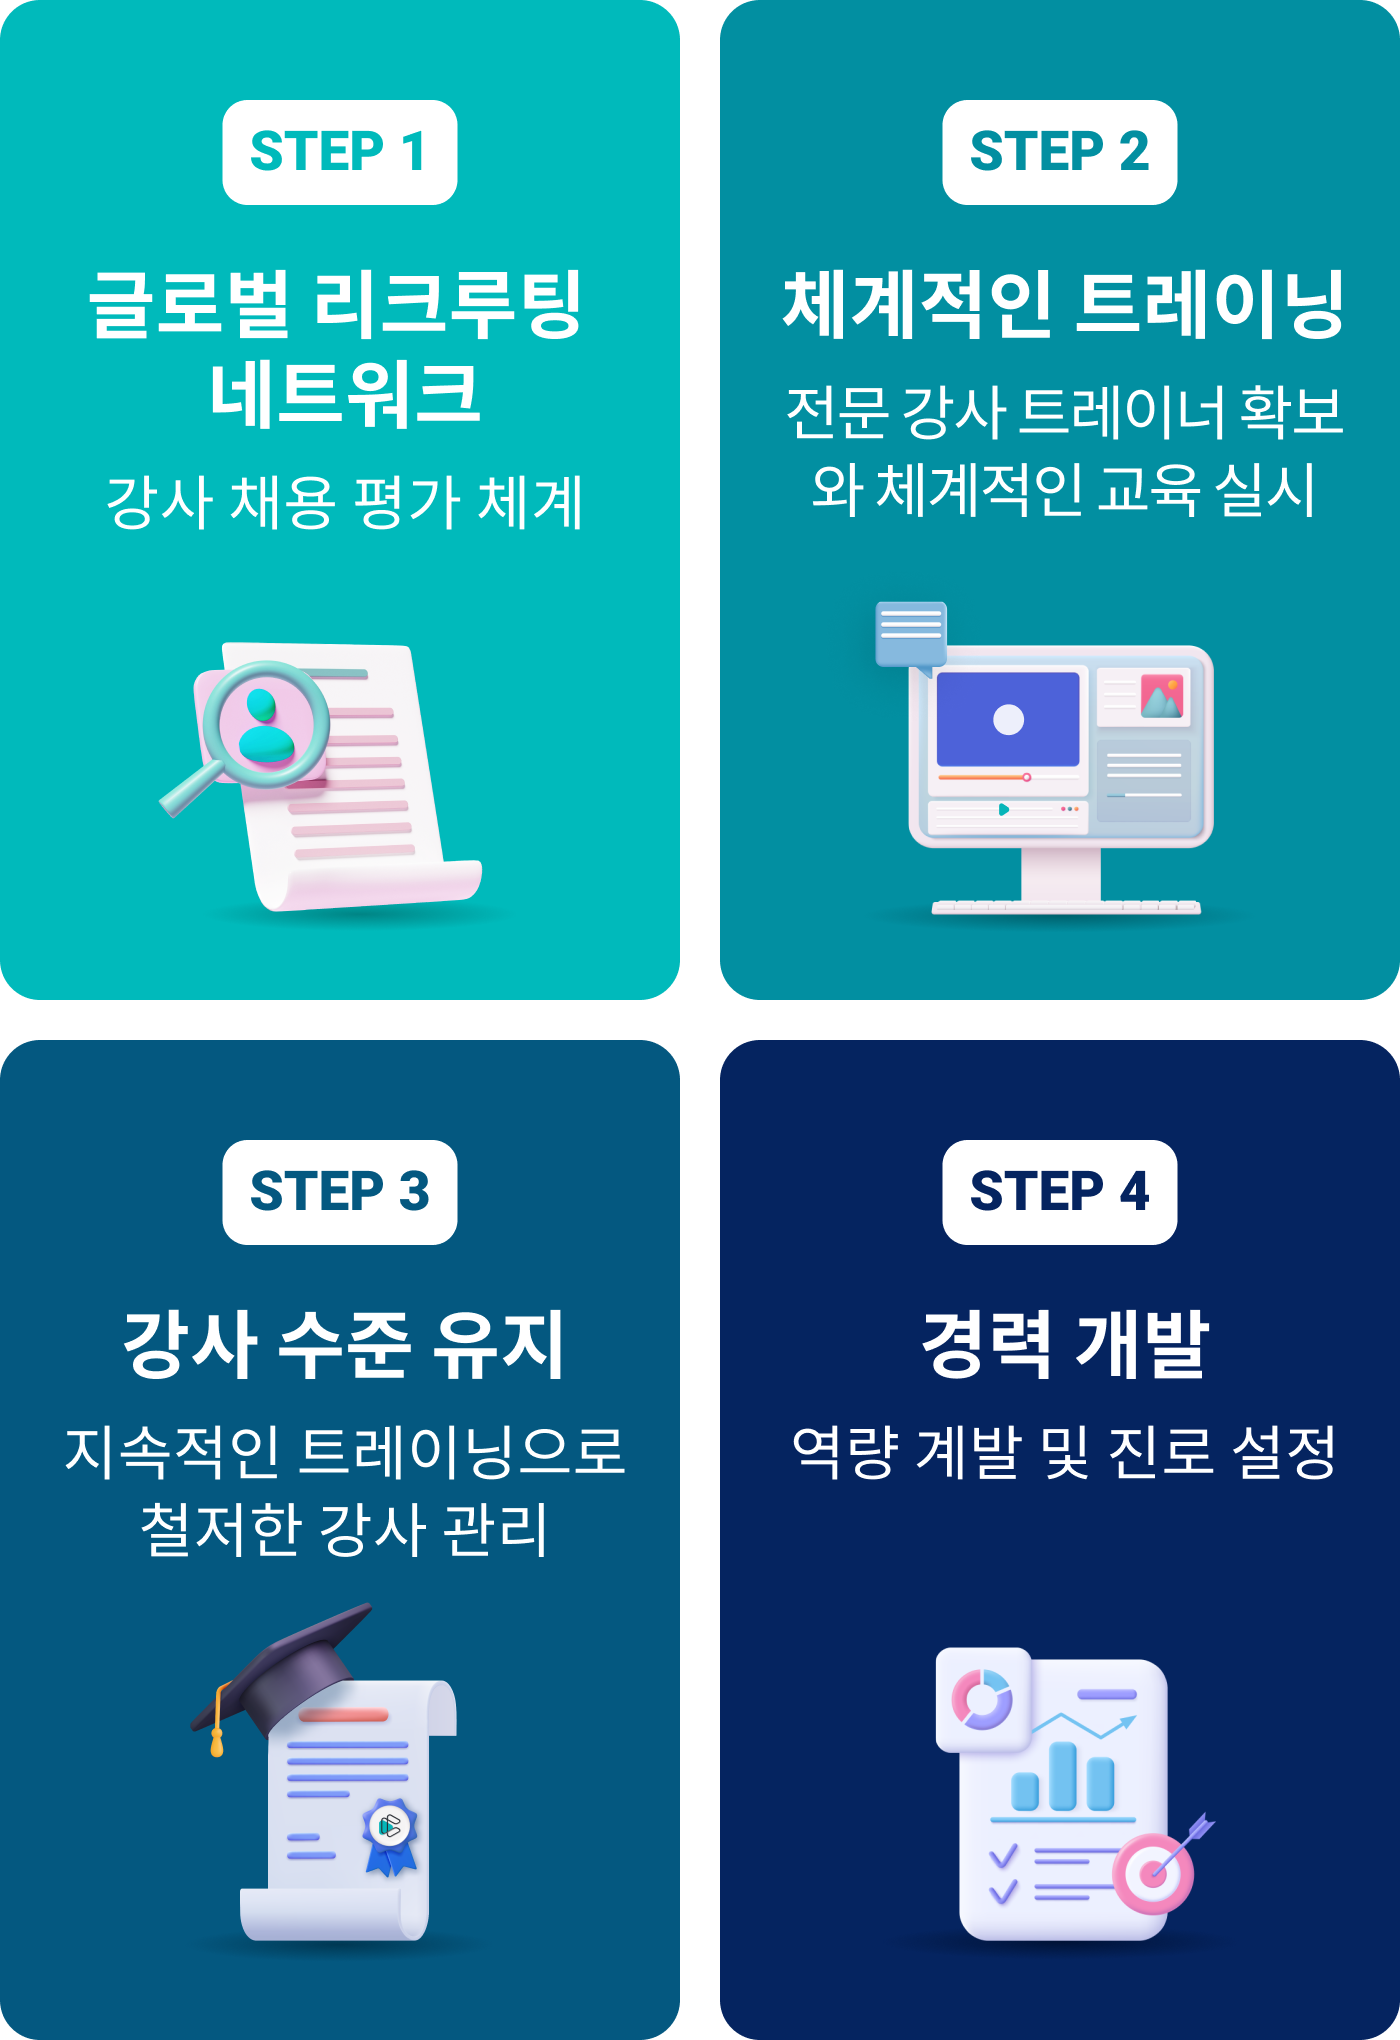 STEP 1
글로벌 리크루팅
네트워크
강사 채용 평가 체계
STEP 2
체계적인 트레이닝
전문 강사 트레이너 확보
와 체계적인 교육 실시
STEP 3
강사 수준 유지
지속적인 트레이닝으로
철저한 강사 관리
STEP 4
경력 개발
역량 계발 및 진로 설정